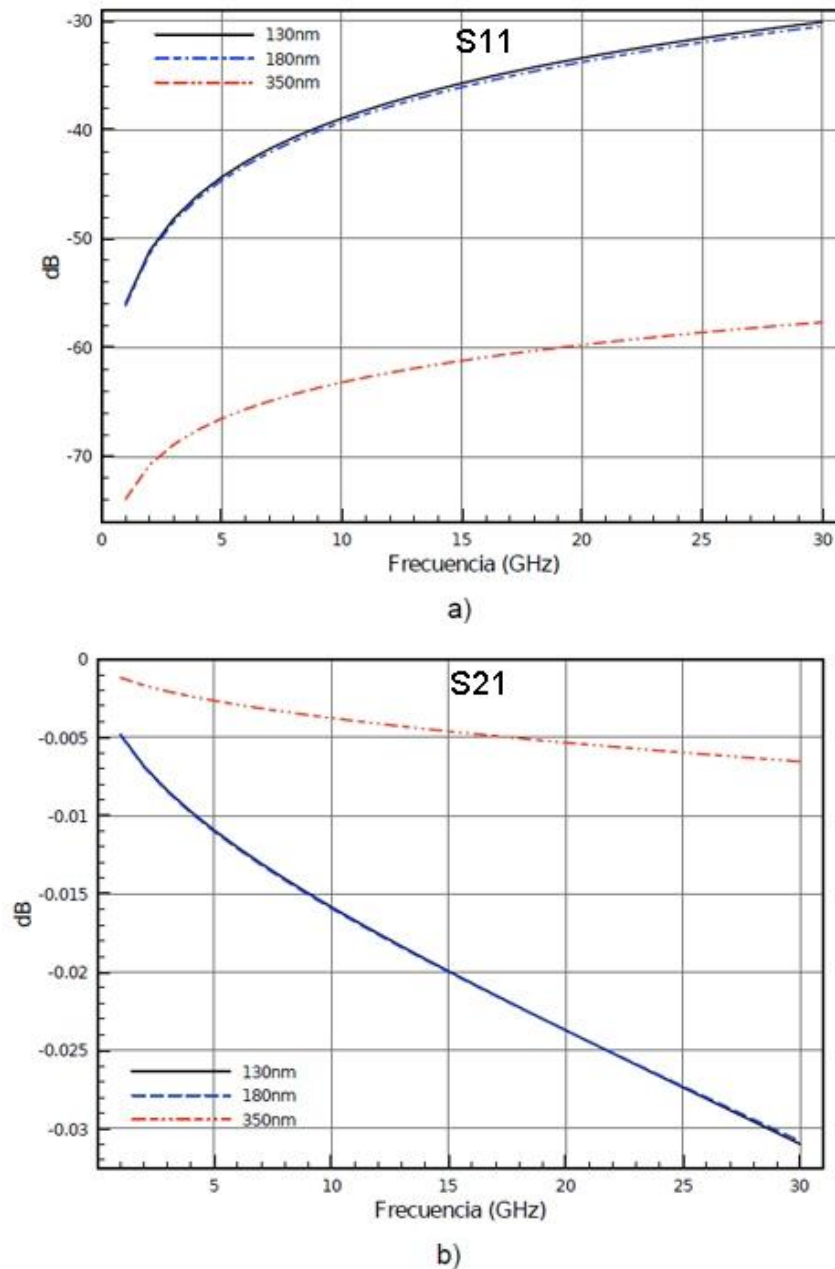 -30
130nm
180nm
350nm
S11
-40
-50
dB
-60
-70
0
5
10
15
20
25
30
Frecuencia (GHz)
a)
0
S21
-0.005
-0.01
-0.015
dB
-0.02
-0.025
130nm
180nm
350nm
-0.03
5
10
15
20
25
30
Frecuencia (GHz)
b)